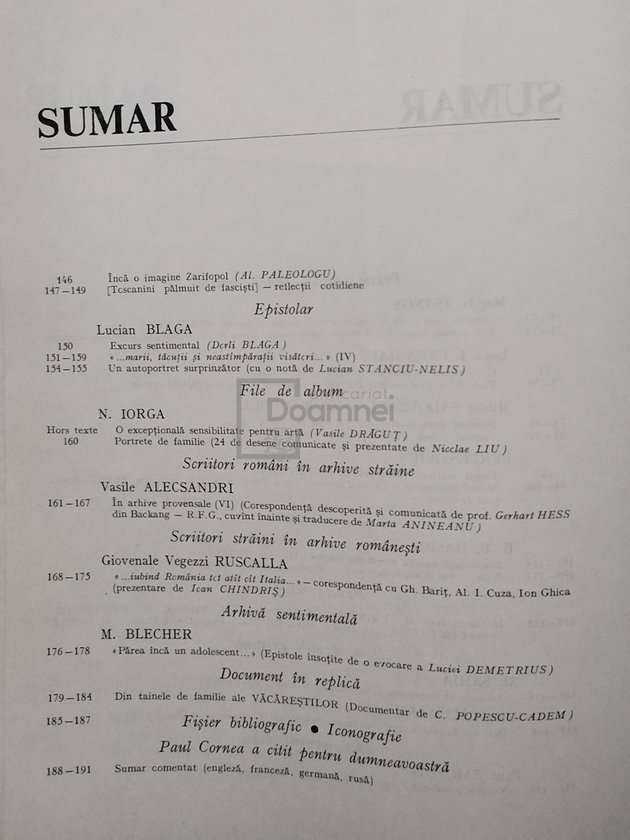 SUMAR
146 Încă o imagine Zarifopol (Al. PALEOLOGU)
147—149 [Toscanini pălmuit de fasciști] — reflecții cotidiene
Epistolar
Lucian BLAGA
150 Excurs sentimental (Dorli BLAGA)
151—159 «...marii, tăcuții și neastîmpărații visători...» (IV)
154—155 Un autoportret surprinzător (cu o notă de Lucian STANCIU-NELIS)
File de album
N. IORGA
Hors texte O excepțională sensibilitate pentru artă (Vasile DRĂGUȚ)
160 Portrete de familie (24 de desene comunicate și prezentate de Nicolae LIU)
Scriitori români în arhive străine
Vasile ALECSANDRI
161—167 În arhive provensale (VI) (Corespondență descoperită și comunicată de prof. Gerhart HESS
din Backang — R.F.G., cuvînt înainte și traducere de Marta ANINEANU)
Scriitori străini în arhive românești
Giovenale Vegezzi RUSCALLA
168—175 «...iubind România tot atît cît Italia...» — corespondență cu Gh. Bariț, Al. I. Cuza, Ion Ghica
(prezentare de Ioan CHINDRIȘ)
Arhivă sentimentală
M. BLECHER
176—178 «Părea încă un adolescent...» (Epistole însoțite de o evocare a Luciei DEMETRIUS)
Document în replică
179—184 Din tainele de familie ale VĂCĂREȘTILOR (Documentar de C. POPESCU-CADEM)
185—187 Fișier bibliografic ● Iconografie
Paul Cornea a citit pentru dumneavoastră
188—191 Sumar comentat (engleză, franceză, germană, rusă)